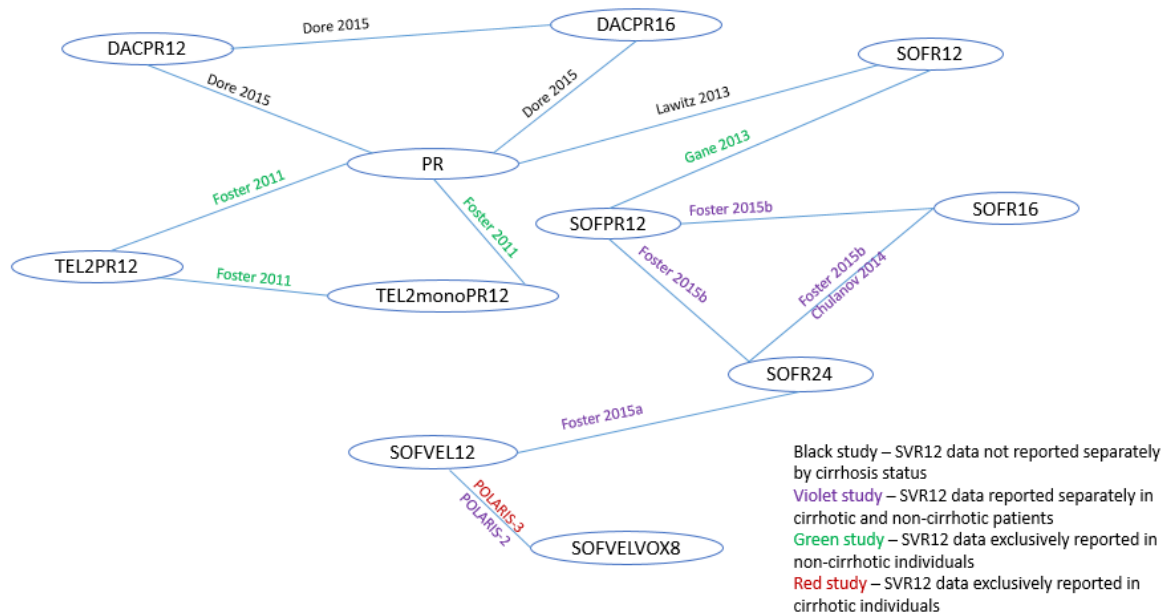 Dore 2015
DACPR12
DACPR16
SOFR12
Dore 2015
Dore 2015
Lawitz 2013
Gane 2013
PR
Foster 2011
Foster 2011
SOFPR12
Foster 2015b
SOFR16
TEL2PR12
Foster 2011
TEL2monoPR12
Foster 2015b
Foster 2015b
Chulanov 2014
SOFR24
Foster 2015a
SOFVEL12
POLARIS-3
POLARIS-2
SOFVELVOX8
Black study – SVR12 data not reported separately
by cirrhosis status
Violet study – SVR12 data reported separately in
cirrhotic and non-cirrhotic patients
Green study – SVR12 data exclusively reported in
non-cirrhotic individuals
Red study – SVR12 data exclusively reported in
cirrhotic individuals